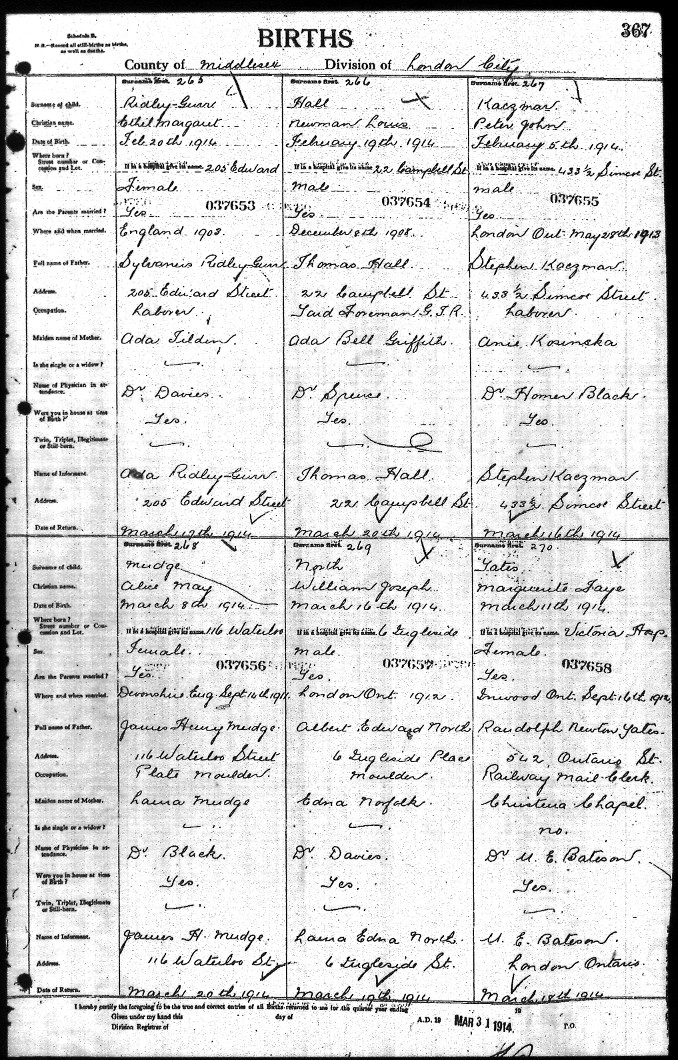 367
Schedule B.
N. B.—Record all still-births as births,
as well as deaths.
BIRTHS
County of Middlesex Division of London City
Surname first. 265
Surname of child. Ridley-Gurr
Christian name. Ethel Margaret
Date of Birth. Feb. 20th 1914
Where born?
Street number or Con-
cession and Lot. If in a hospital give its name. 205 Edward
Sex. Female
037653
Are the Parents married? Yes
Where and when married. England 1903
Full name of Father. Sylvanus Ridley-Gurr
Address. 205 Edward Street
Occupation. Laborer
Maiden name of Mother. Ada Tilden
Is she single or a widow? —
Name of Physician in at-
tendance. Dr Davies
Were you in house at time
of Birth? Yes.
Twin, Triplet, Illegitimate
or Still-born. —
Name of Informant. Ada Ridley-Gurr
Address. 205 Edward Street
Date of Return. March 19th 1914
Surname first. 266
Hall
Newman Louis
February 19th 1914
If in a hospital give its name. 22 Campbell St
Male
037654
Yes
December 8th 1908
Thomas Hall
22 Campbell St
Yard Foreman G.T.R.
Ada Bell Griffith
—
Dr Spence
Yes.
—
Thomas Hall
22 Campbell St
March 20th 1914
Surname first. 267
Kaczmar
Peter John
February 5th 1914
If in a hospital give its name. 433 1/2 Simcoe St.
Male
037655
Yes
London Ont May 28th 1913
Stephen Kaczmar
433 1/2 Simcoe Street
Laborer
Anie Kosinska
—
Dr Homer Black
Yes.
—
Stephen Kaczmar
433 1/2 Simcoe Street
March 16th 1914
Surname first. 268
Surname of child. Mudge
Christian name. Alice May
Date of Birth. March 8th 1914
Where born?
Street number or Con-
cession and Lot. If in a hospital give its name. 116 Waterloo
Sex. Female
037656
Are the Parents married? Yes
Where and when married. Devonshire Eng. Sept 14th 1911
Full name of Father. James Henry Mudge
Address. 116 Waterloo Street
Occupation. Plate Moulder
Maiden name of Mother. Laura Mudge
Is she single or a widow? —
Name of Physician in at-
tendance. Dr Black.
Were you in house at time
of Birth? Yes.
Twin, Triplet, Illegitimate
or Still-born. —
Name of Informant. James H. Mudge.
Address. 116 Waterloo St
Date of Return. March 20th 1914
Surname first. 269
North
William Joseph
March 16th 1914
If in a hospital give its name. 6 Ingleside
Male
037657
Yes
London Ont 1912
Albert Edward North
6 Ingleside Place
Moulder
Edna Norfolk
—
Dr Davies.
Yes.
—
Laura Edna North
6 Ingleside St.
March 19th 1914
Surname first. 270
Yates
Marguerite Faye
March 11th 1914
If in a hospital give its name. Victoria Hosp.
Female
037658
Yes
Inwood Ont. Sept 16th 1912
Randolph Newton Yates
542, Ontario St
Railway Mail Clerk
Christena Chapel
no.
Dr U. E. Bateson
Yes.
—
U. E. Bateson
London Ontario
March 18th 1914
I hereby certify the foregoing to be the true and correct entries of all Births returned to me for the quarter year ending 19
Given under my hand this day of A.D. 19 MAR 31 1914
Division Registrar of P.O.